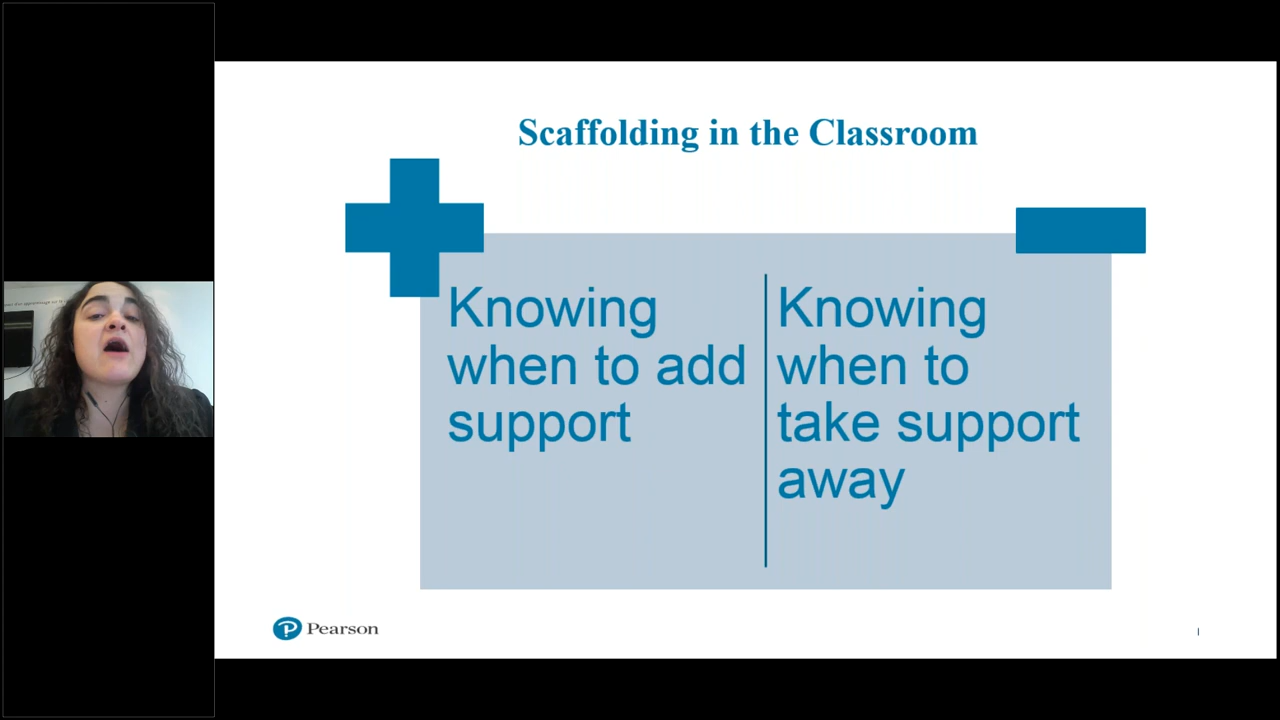 Scaffolding in the Classroom
Knowing
when to add
support
Knowing
when to
take support
away
Pearson